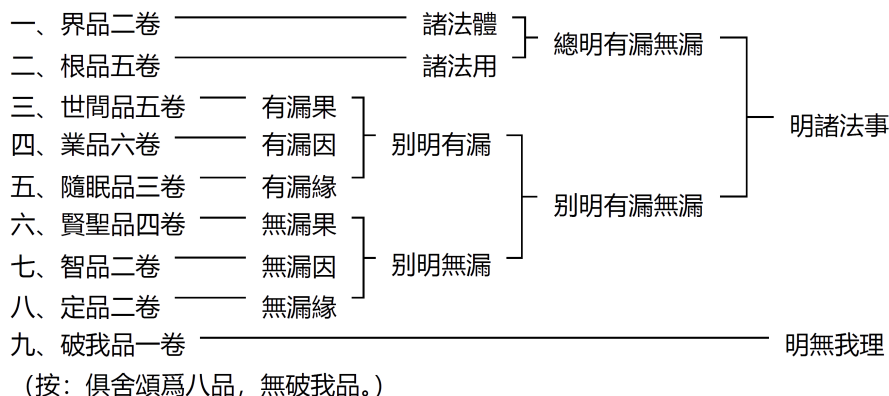 一、界品二卷 諸法體
總明有漏無漏
二、根品五卷 諸法用
三、世間品五卷 有漏果
明諸法事
四、業品六卷 有漏因 别明有漏
五、隨眠品三卷 有漏緣
别明有漏無漏
六、賢聖品四卷 無漏果
七、智品二卷 無漏因 别明無漏
八、定品二卷 無漏緣
九、破我品一卷 明無我理
（按：俱舍頌爲八品，無破我品。）